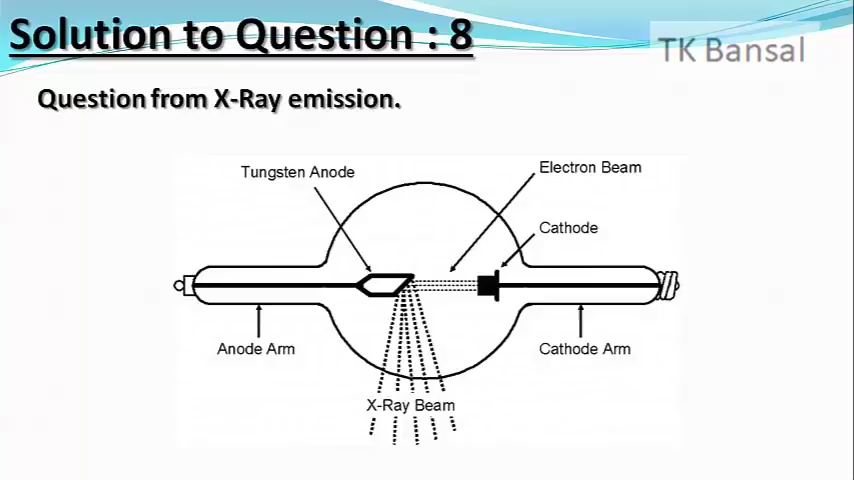 Solution to Question : 8
TK Bansal
Question from X-Ray emission.
Tungsten Anode
Electron Beam
Cathode
Anode Arm
Cathode Arm
X-Ray Beam